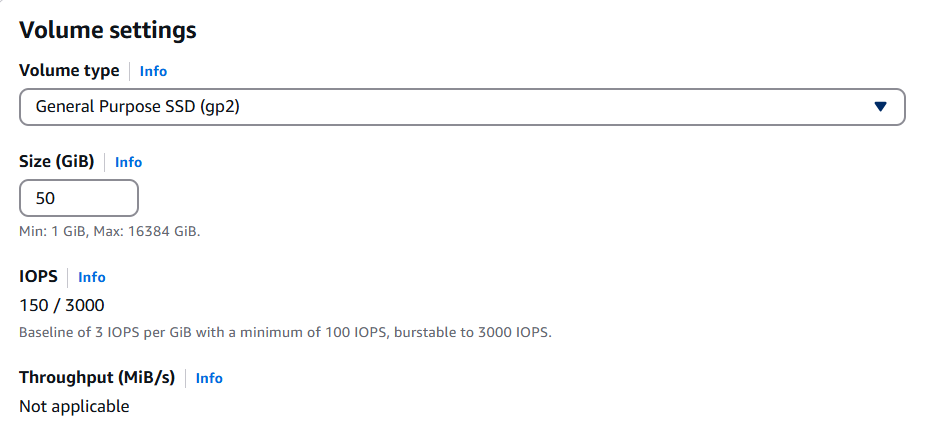 Volume settings
Volume type Info
General Purpose SSD (gp2)
Size (GiB) Info
50
Min: 1 GiB, Max: 16384 GiB.
IOPS Info
150 / 3000
Baseline of 3 IOPS per GiB with a minimum of 100 IOPS, burstable to 3000 IOPS.
Throughput (MiB/s) Info
Not applicable